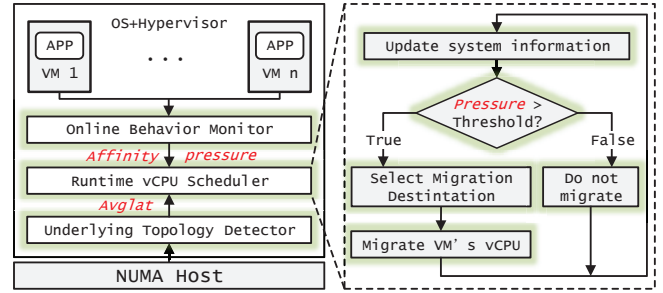 OS+Hypervisor
APP
VM 1
...
APP
VM n
Online Behavior Monitor
Affinity pressure
Runtime vCPU Scheduler
Avglat
Underlying Topology Detector
NUMA Host
Update system information
Pressure >
Threshold?
True
False
Select Migration
Destintation
Do not
migrate
Migrate VM’s vCPU